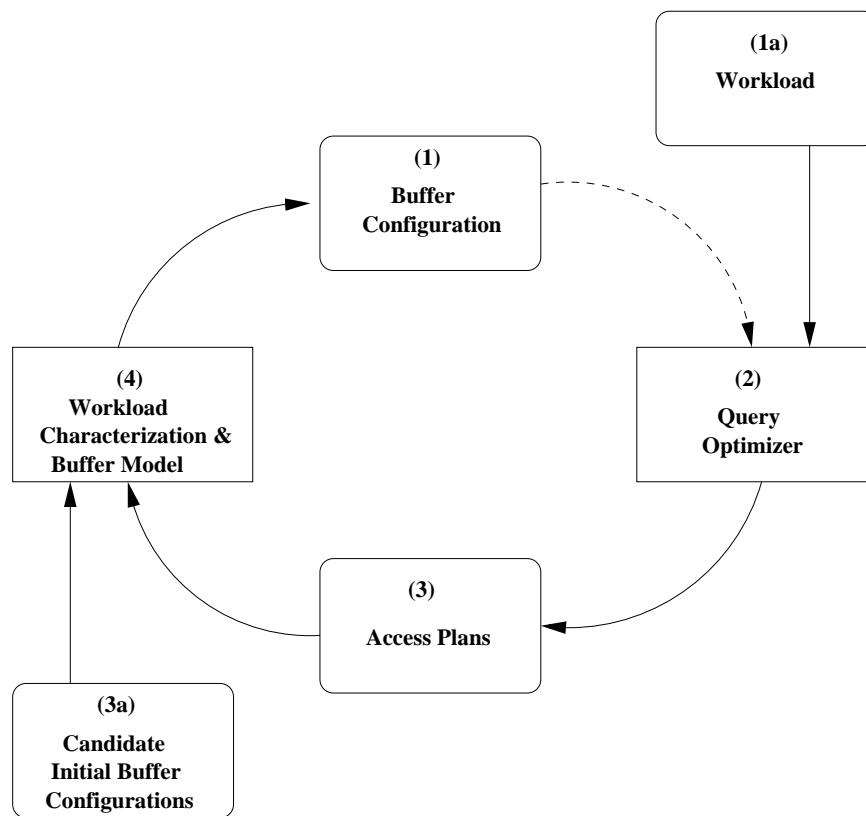 (1a)
Workload
(1)
Buffer
Configuration
(4)
Workload
Characterization &
Buffer Model
(2)
Query
Optimizer
(3)
Access Plans
(3a)
Candidate
Initial Buffer
Configurations